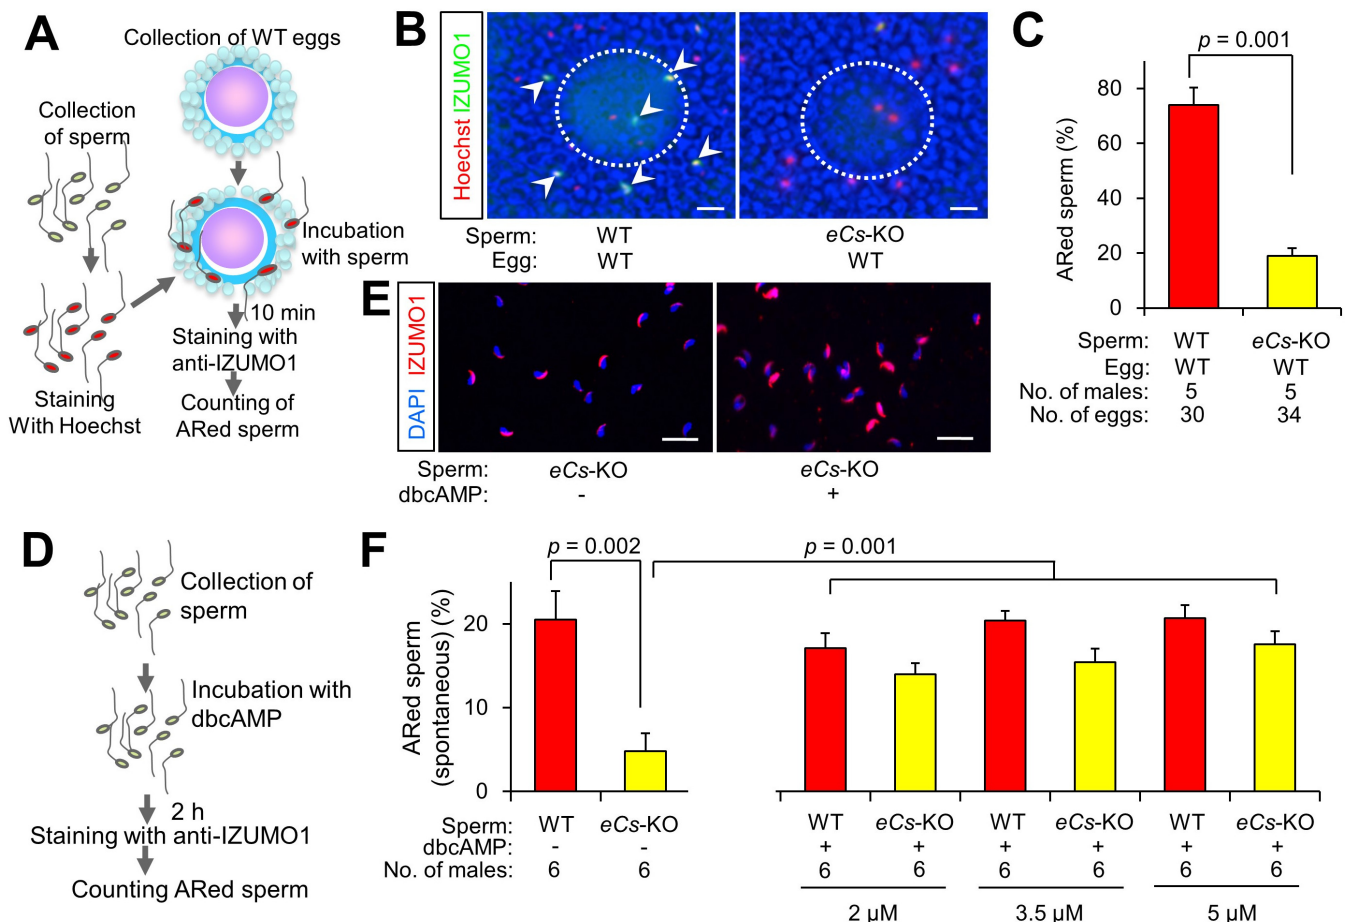 A
Collection of WT eggs
Collection
of sperm
Incubation
with sperm
10 min
Staining with
anti-IZUMO1
Counting of
ARed sperm
Staining
With Hoechst
B
Hoechst IZUMO1
Sperm: WT eCs-KO
Egg: WT WT
C
p = 0.001
ARed sperm (%)
80
60
40
20
0
Sperm: WT eCs-KO
Egg: WT WT
No. of males: 5 5
No. of eggs: 30 34
E
DAPI IZUMO1
Sperm: eCs-KO eCs-KO
dbcAMP: - +
D
Collection of
sperm
Incubation with
dbcAMP
2 h
Staining with anti-IZUMO1
Counting ARed sperm
F
p = 0.002
p = 0.001
ARed sperm
(spontaneous) (%)
20
10
0
Sperm: WT eCs-KO WT eCs-KO WT eCs-KO WT eCs-KO
dbcAMP: - - + + + + + +
No. of males: 6 6 6 6 6 6 6 6
2 µM 3.5 µM 5 µM